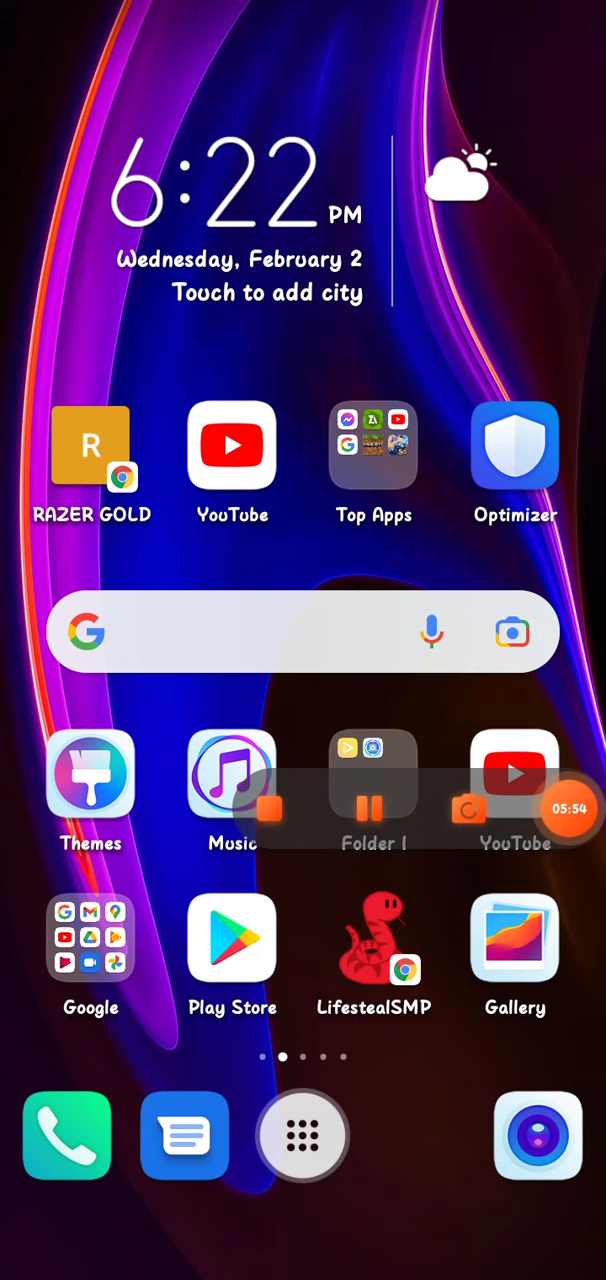 6:22 PM
Wednesday, February 2
Touch to add city
R
RAZER GOLD
YouTube
Top Apps
Optimizer
Themes
Music
Folder 1
YouTube
05:54
Google
Play Store
LifestealSMP
Gallery